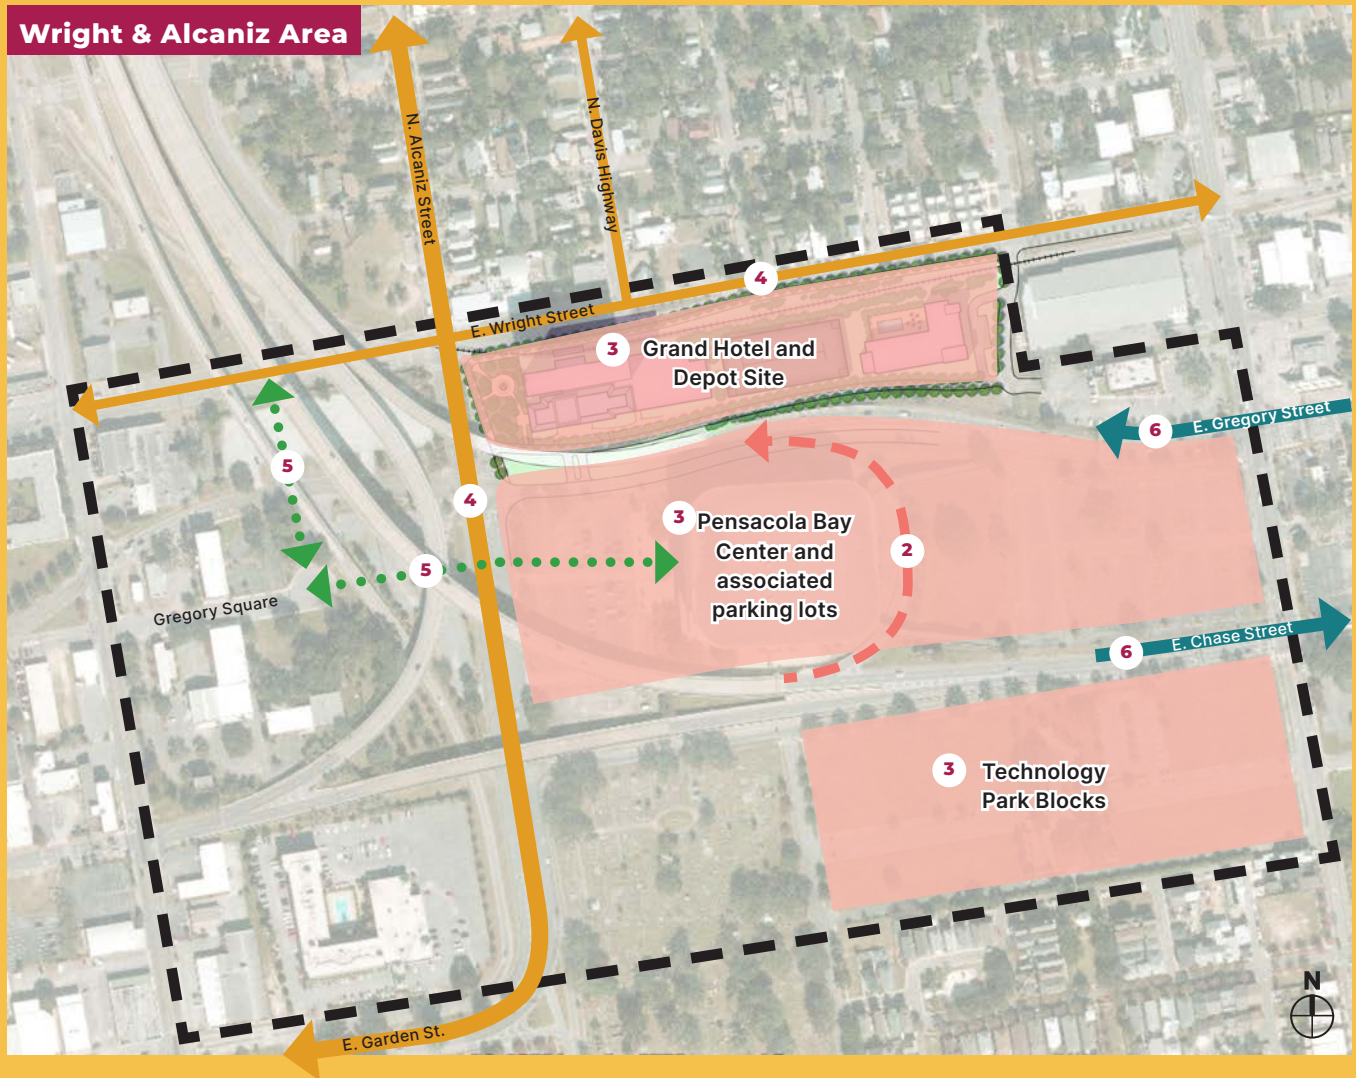 Wright & Alcaniz Area
N. Alcaniz Street
N. Davis Highway
4
E. Wright Street
3
Grand Hotel and
Depot Site
6
E. Gregory Street
5
4
3
Pensacola Bay
Center and
associated
parking lots
2
5
Gregory Square
6
E. Chase Street
3
Technology
Park Blocks
E. Garden St.
N